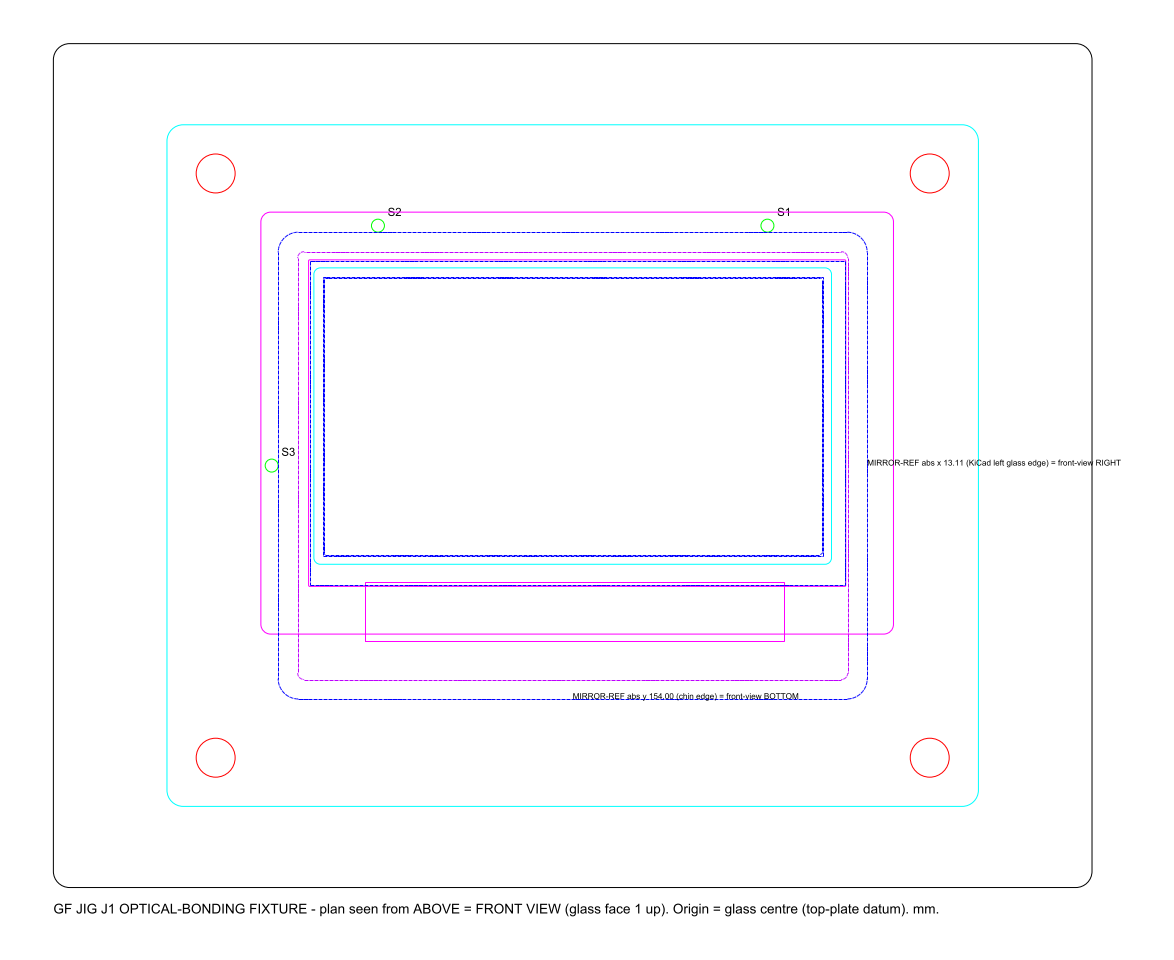 S2
S1
S3
MIRROR-REF abs x 13.11 (KiCad left glass edge) = front-view RIGHT
MIRROR-REF abs y 154.00 (chin edge) = front-view BOTTOM
GF JIG J1 OPTICAL-BONDING FIXTURE - plan seen from ABOVE = FRONT VIEW (glass face 1 up). Origin = glass centre (top-plate datum). mm.